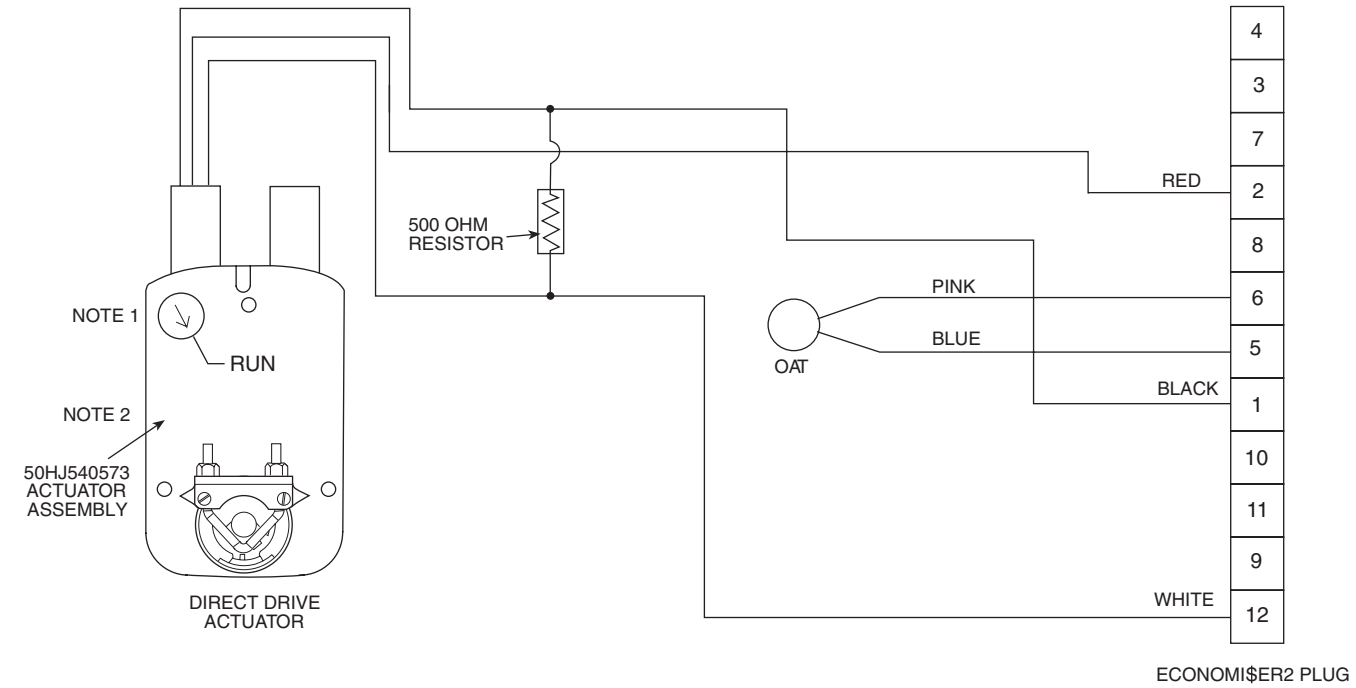 4
3
7
RED
2
500 OHM
RESISTOR
8
PINK
6
NOTE 1
BLUE
5
RUN
OAT
BLACK
1
NOTE 2
10
50HJ540573
ACTUATOR
ASSEMBLY
11
9
WHITE
12
DIRECT DRIVE
ACTUATOR
ECONOMI$ER2 PLUG